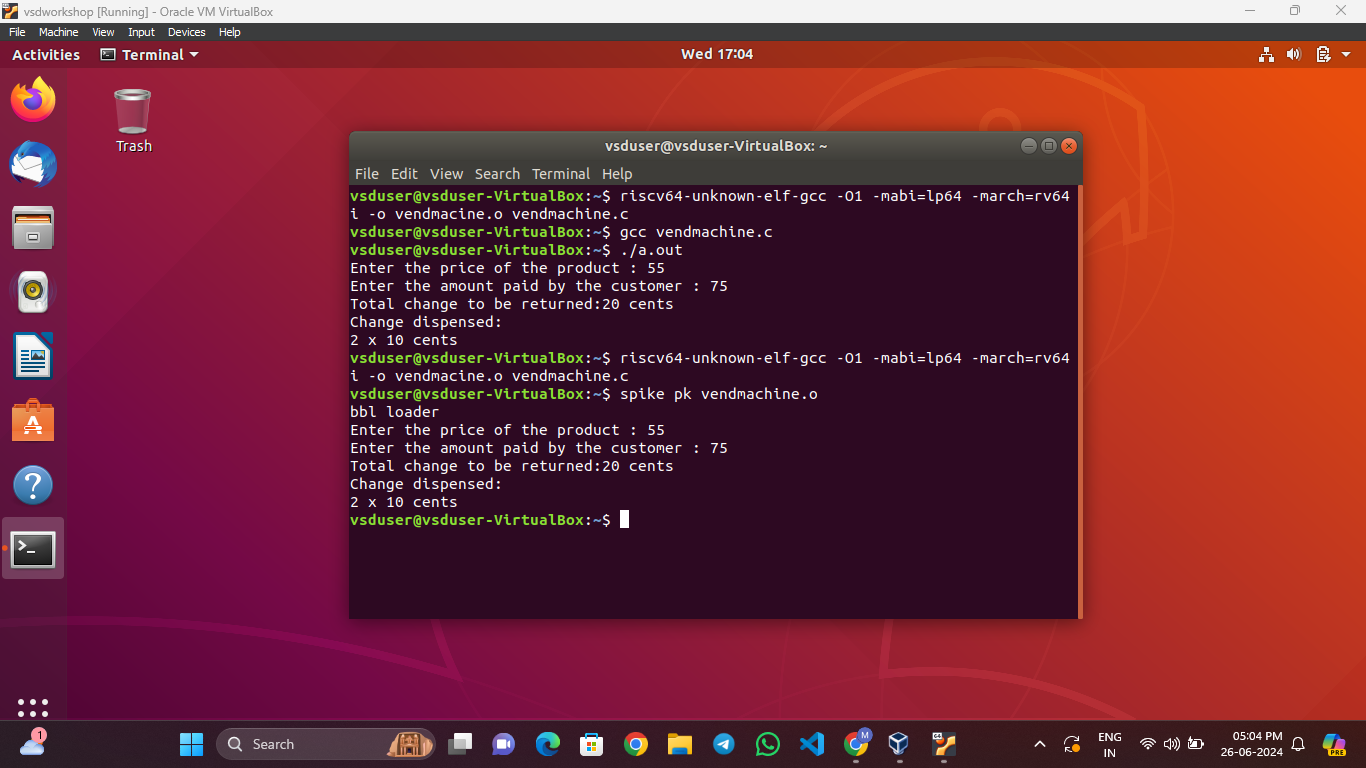 vsdworkshop [Running] - Oracle VM VirtualBox
File Machine View Input Devices Help
Activities Terminal Wed 17:04
Trash
vsduser@vsduser-VirtualBox: ~
File Edit View Search Terminal Help
vsduser@vsduser-VirtualBox:~$ riscv64-unknown-elf-gcc -O1 -mabi=lp64 -march=rv64
i -o vendmacine.o vendmachine.c
vsduser@vsduser-VirtualBox:~$ gcc vendmachine.c
vsduser@vsduser-VirtualBox:~$ ./a.out
Enter the price of the product : 55
Enter the amount paid by the customer : 75
Total change to be returned:20 cents
Change dispensed:
2 x 10 cents
vsduser@vsduser-VirtualBox:~$ riscv64-unknown-elf-gcc -O1 -mabi=lp64 -march=rv64
i -o vendmacine.o vendmachine.c
vsduser@vsduser-VirtualBox:~$ spike pk vendmachine.o
bbl loader
Enter the price of the product : 55
Enter the amount paid by the customer : 75
Total change to be returned:20 cents
Change dispensed:
2 x 10 cents
vsduser@vsduser-VirtualBox:~$
1
Search
M
64
ENG
IN
05:04 PM
26-06-2024
PRE